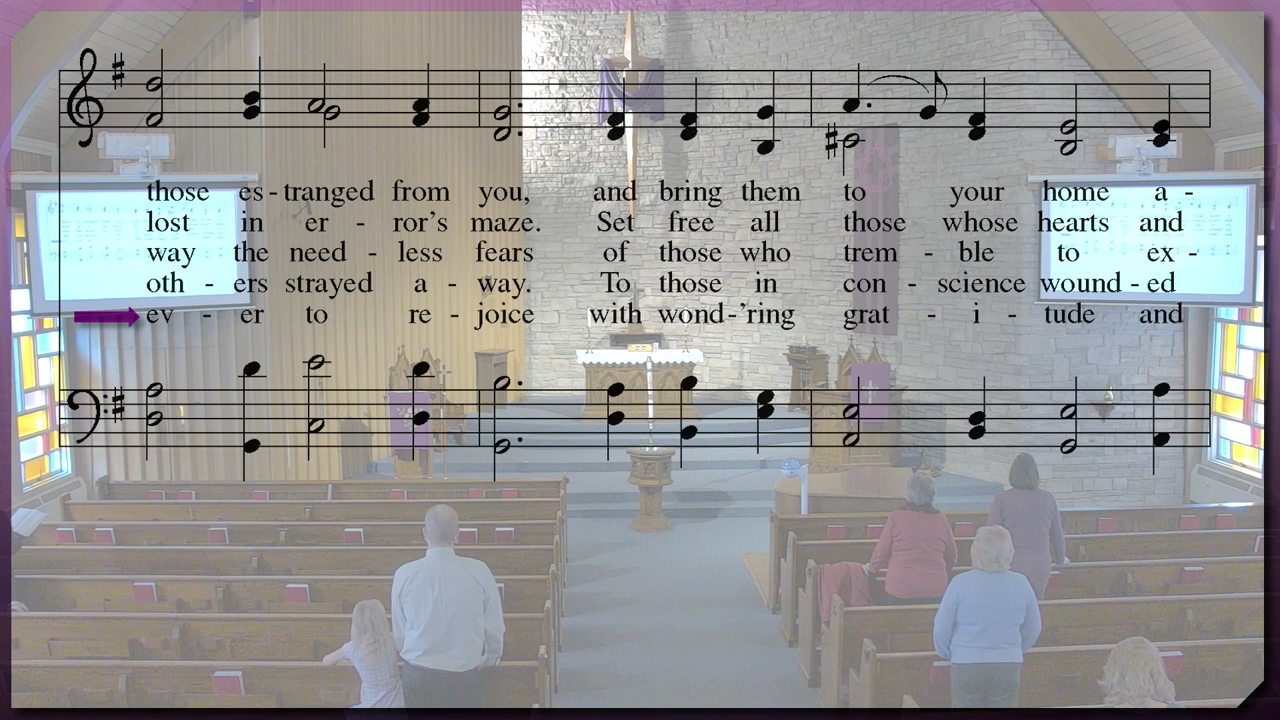 those es - tranged from you, and bring them to your home a -
lost in er - ror's maze. Set free all those whose hearts and
way the need - less fears of those who trem - ble to ex -
oth - ers strayed a - way. To those in con - science wound - ed
ev - er to re - joice with wond - 'ring grat - i - tude and